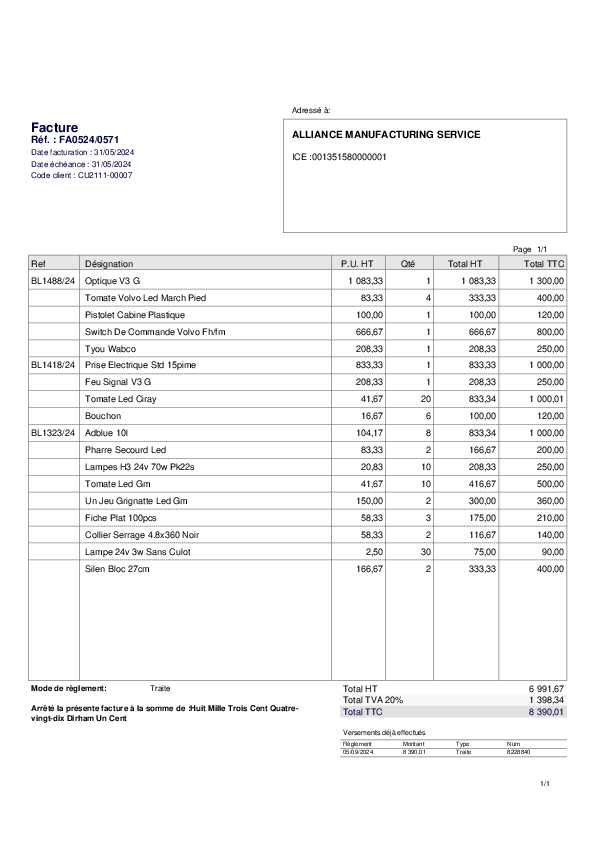 Adressé à:
Facture
Réf. : FA0524/0571
Date facturation : 31/05/2024
Date échéance : 31/05/2024
Code client : CU2111-00007
ALLIANCE MANUFACTURING SERVICE
ICE :001351580000001
Page 1/1
Ref Désignation P.U. HT Qté Total HT Total TTC
BL1488/24 Optique V3 G 1 083,33 1 1 083,33 1 300,00
Tomate Volvo Led March Pied 83,33 4 333,33 400,00
Pistolet Cabine Plastique 100,00 1 100,00 120,00
Switch De Commande Volvo Fh/fm 666,67 1 666,67 800,00
Tyou Wabco 208,33 1 208,33 250,00
BL1418/24 Prise Electrique Std 15pime 833,33 1 833,33 1 000,00
Feu Signal V3 G 208,33 1 208,33 250,00
Tomate Led Giray 41,67 20 833,34 1 000,01
Bouchon 16,67 6 100,00 120,00
BL1323/24 Adblue 10l 104,17 8 833,34 1 000,00
Pharre Secourd Led 83,33 2 166,67 200,00
Lampes H3 24v 70w Pk22s 20,83 10 208,33 250,00
Tomate Led Gm 41,67 10 416,67 500,00
Un Jeu Grignatte Led Gm 150,00 2 300,00 360,00
Fiche Plat 100pcs 58,33 3 175,00 210,00
Collier Serrage 4.8x360 Noir 58,33 2 116,67 140,00
Lampe 24v 3w Sans Culot 2,50 30 75,00 90,00
Silen Bloc 27cm 166,67 2 333,33 400,00
Mode de règlement: Traite
Arrêté la présente facture à la somme de :Huit Mille Trois Cent Quatre-
vingt-dix Dirham Un Cent
Total HT 6 991,67
Total TVA 20% 1 398,34
Total TTC 8 390,01
Versements déjà effectués
Règlement Montant Type Num
05/09/2024 8 390,01 Traite 8228840
1/1